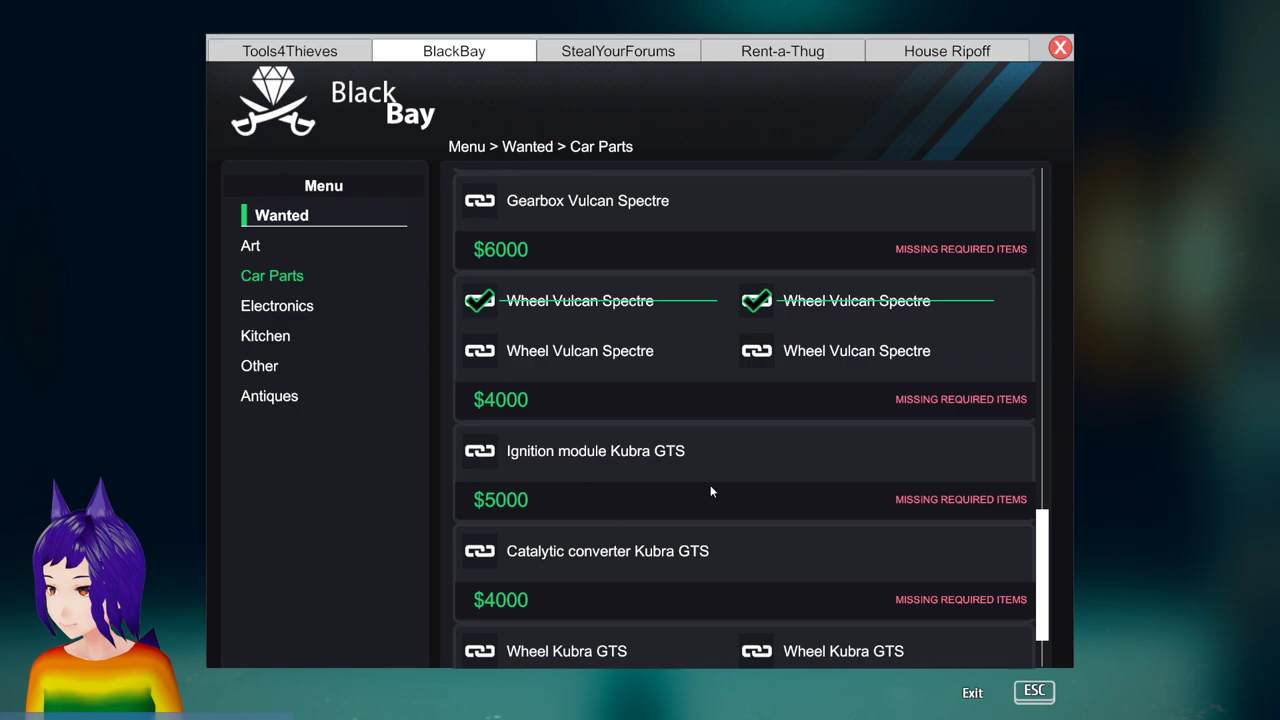 Tools4Thieves BlackBay StealYourForums Rent-a-Thug House Ripoff X
Black
Bay
Menu > Wanted > Car Parts
Menu
Wanted
Art
Car Parts
Electronics
Kitchen
Other
Antiques
Gearbox Vulcan Spectre
$6000 MISSING REQUIRED ITEMS
Wheel Vulcan Spectre Wheel Vulcan Spectre
Wheel Vulcan Spectre Wheel Vulcan Spectre
$4000 MISSING REQUIRED ITEMS
Ignition module Kubra GTS
$5000 MISSING REQUIRED ITEMS
Catalytic converter Kubra GTS
$4000 MISSING REQUIRED ITEMS
Wheel Kubra GTS Wheel Kubra GTS
Exit ESC